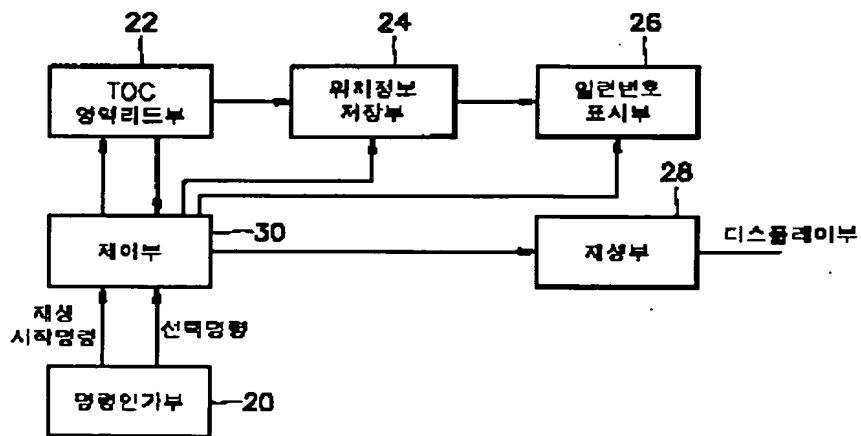 22
24
26
TOC
영역리드부
위치정보
저장부
일련번호
표시부
28
제어부
30
재생부
디스플레이부
재생
시작명령
선택명령
명령인가부
20